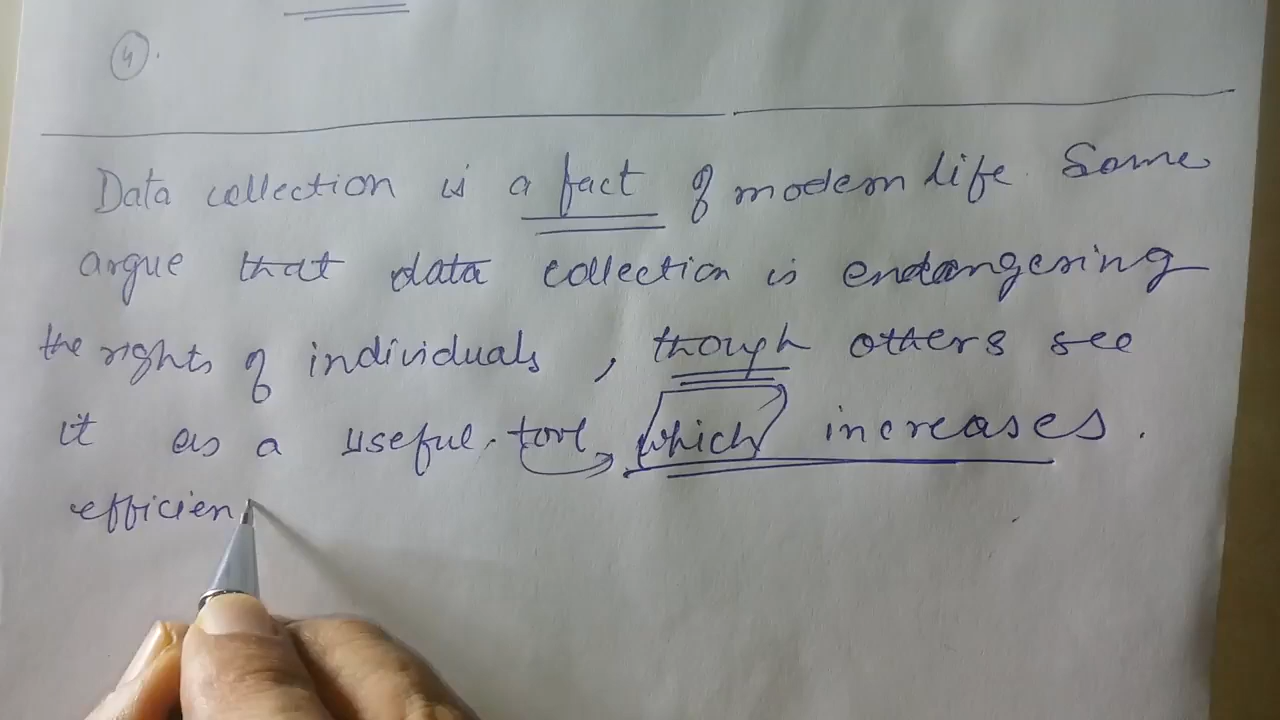 4.
Data collection is a fact of modern life. Some
argue that data collection is endangering
the rights of individuals, though others see
it as a useful tool, which increases.
efficien